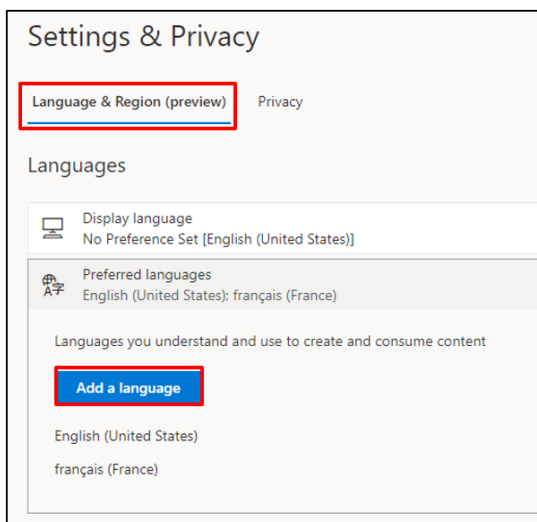 Settings & Privacy
Language & Region (preview) Privacy
Languages
Display language
No Preference Set [English (United States)]
Preferred languages
English (United States); français (France)
Languages you understand and use to create and consume content
Add a language
English (United States)
français (France)